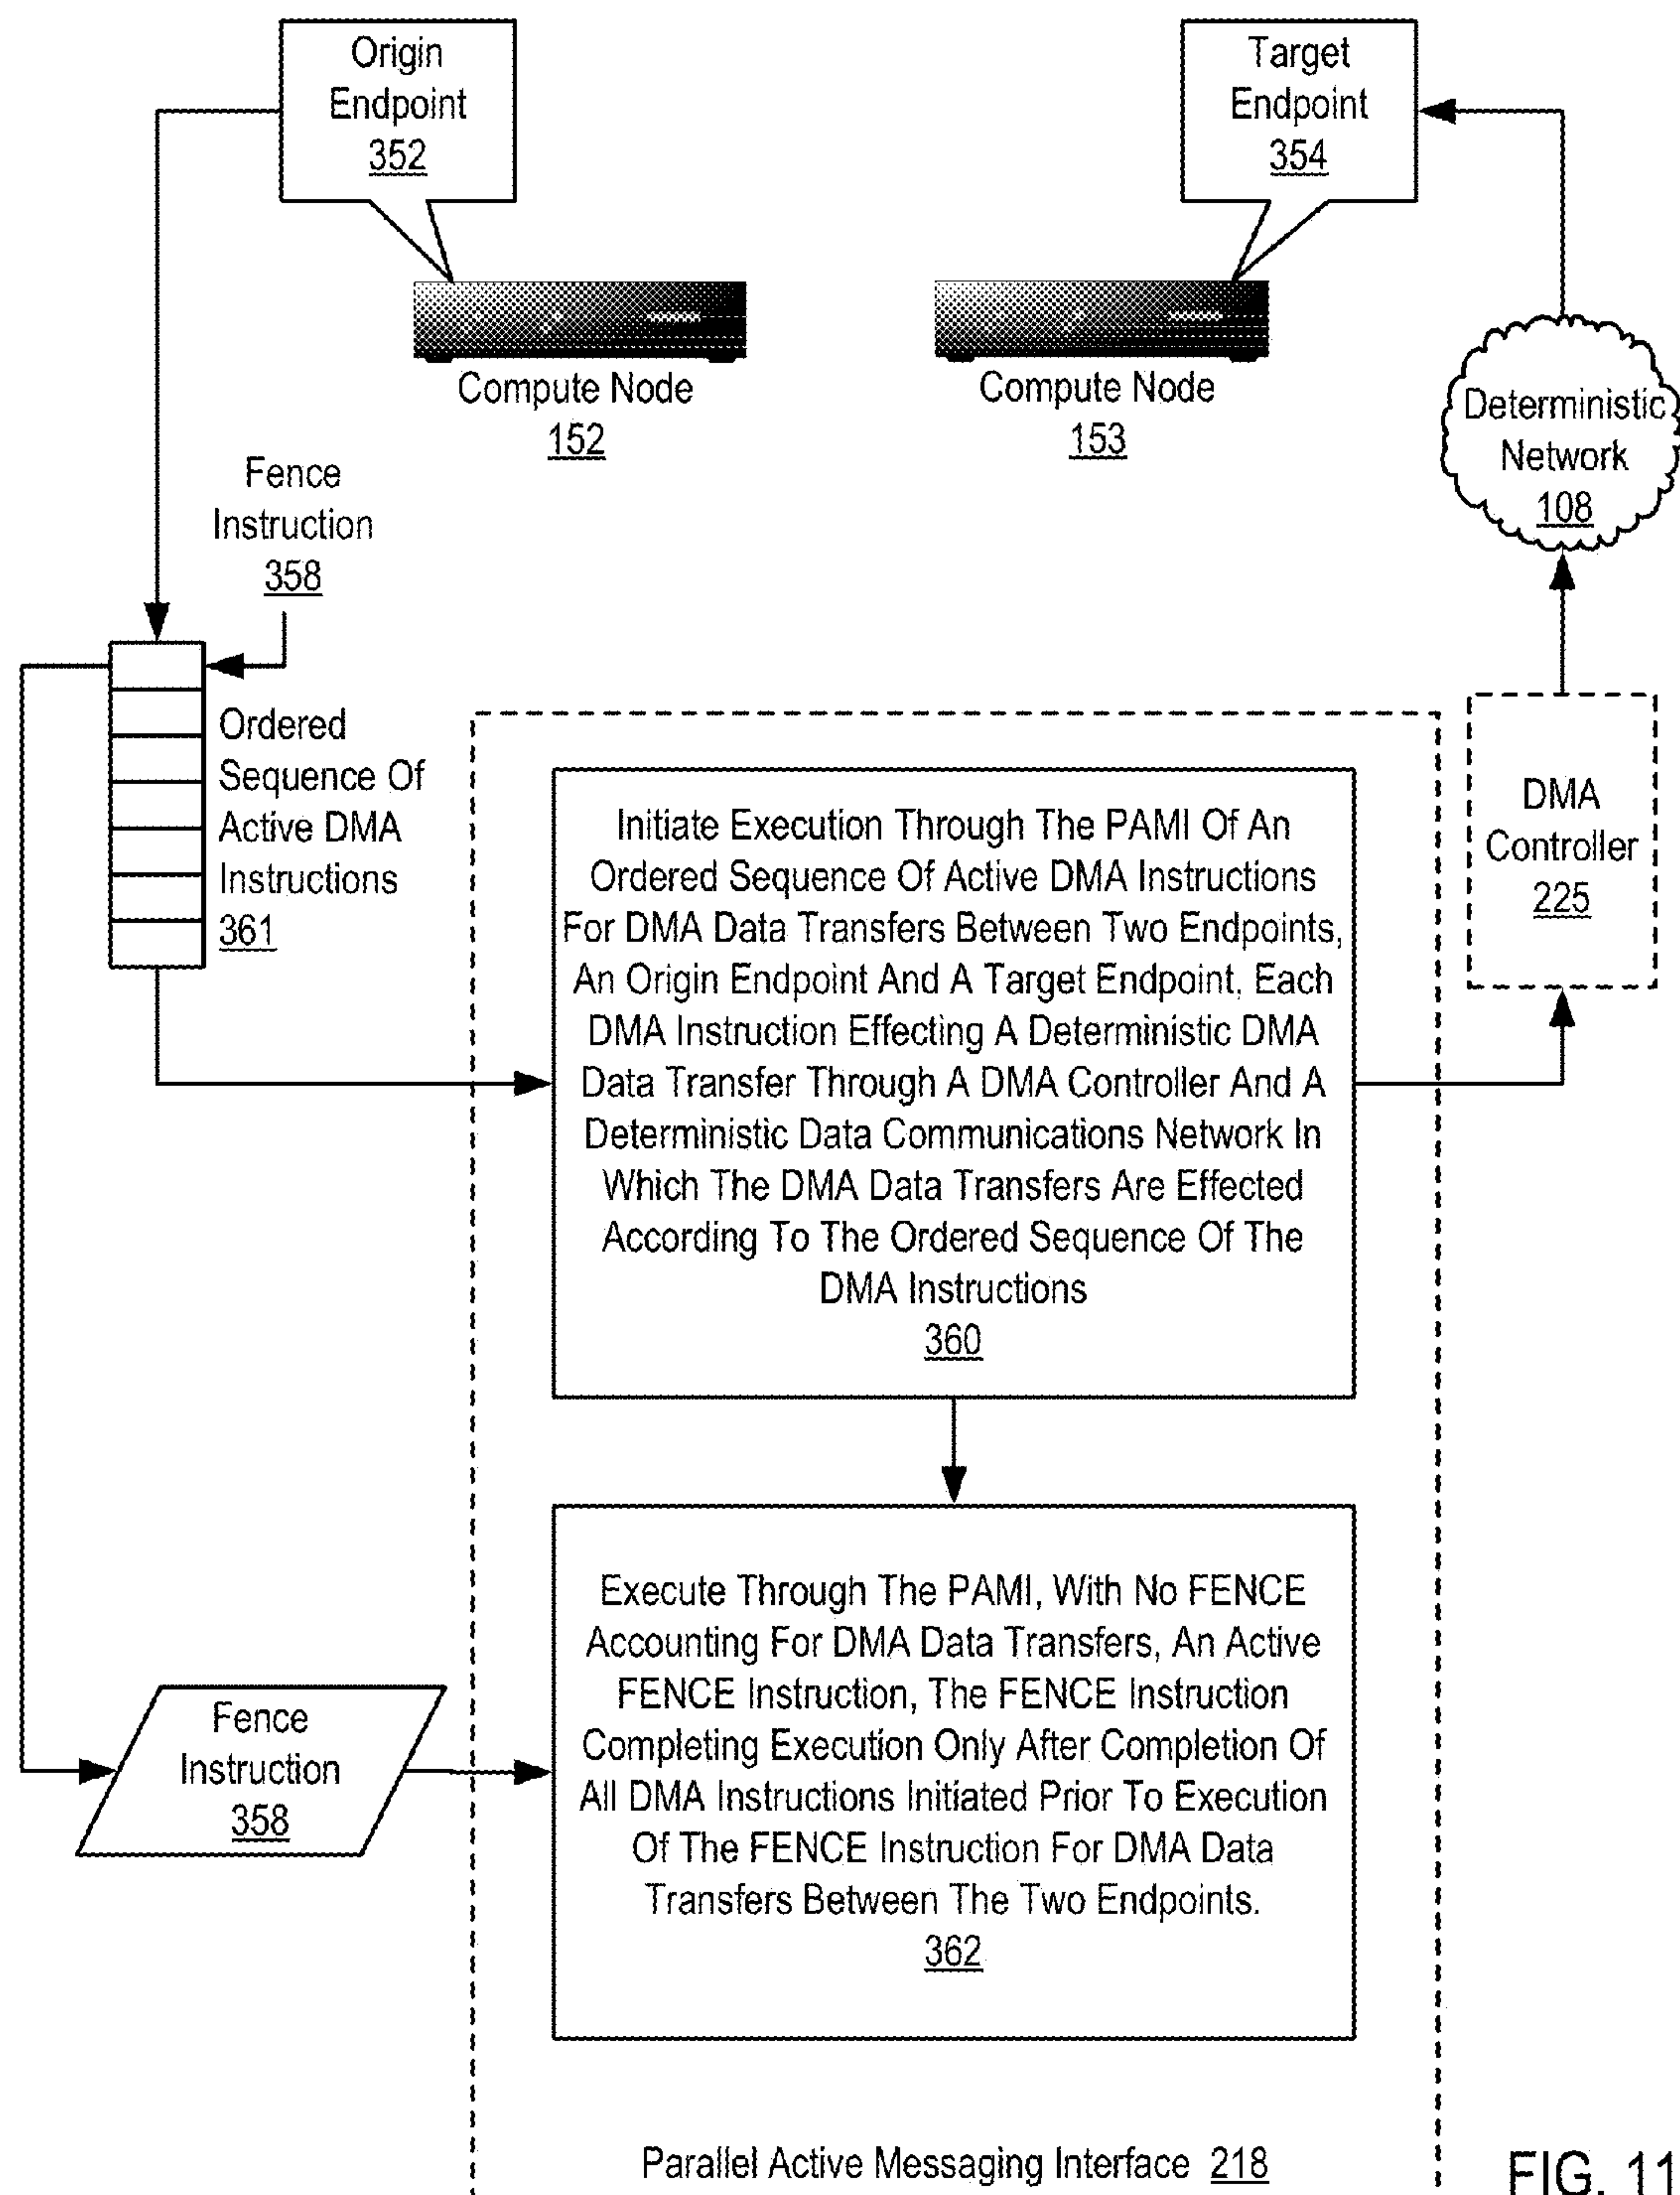 Origin
Endpoint
352
Target
Endpoint
354
Compute Node
152
Compute Node
153
Deterministic
Network
108
Fence
Instruction
358
Ordered
Sequence Of
Active DMA
Instructions
361
Initiate Execution Through The PAMI Of An
Ordered Sequence Of Active DMA Instructions
For DMA Data Transfers Between Two Endpoints,
An Origin Endpoint And A Target Endpoint, Each
DMA Instruction Effecting A Deterministic DMA
Data Transfer Through A DMA Controller And A
Deterministic Data Communications Network In
Which The DMA Data Transfers Are Effected
According To The Ordered Sequence Of The
DMA Instructions
360
DMA
Controller
225
Execute Through The PAMI, With No FENCE
Accounting For DMA Data Transfers, An Active
FENCE Instruction, The FENCE Instruction
Completing Execution Only After Completion Of
All DMA Instructions Initiated Prior To Execution
Of The FENCE Instruction For DMA Data
Transfers Between The Two Endpoints.
362
Fence
Instruction
358
Parallel Active Messaging Interface 218
FIG. 11